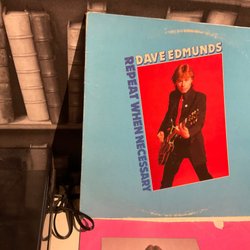 DAVE EDMUNDS
REPEAT WHEN NECESSARY